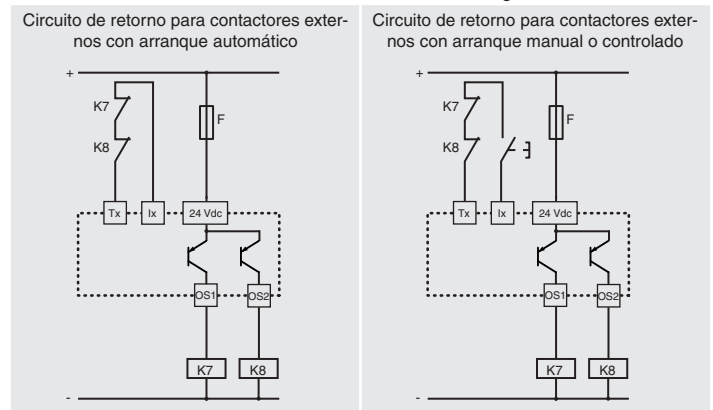 Circuito de retorno para contactores exter-
nos con arranque automático
+
K7
K8
F
Tx
Ix
24 Vdc
OS1
OS2
K7
K8
-
Circuito de retorno para contactores exter-
nos con arranque manual o controlado
+
K7
K8
F
Tx
Ix
24 Vdc
OS1
OS2
K7
K8
-